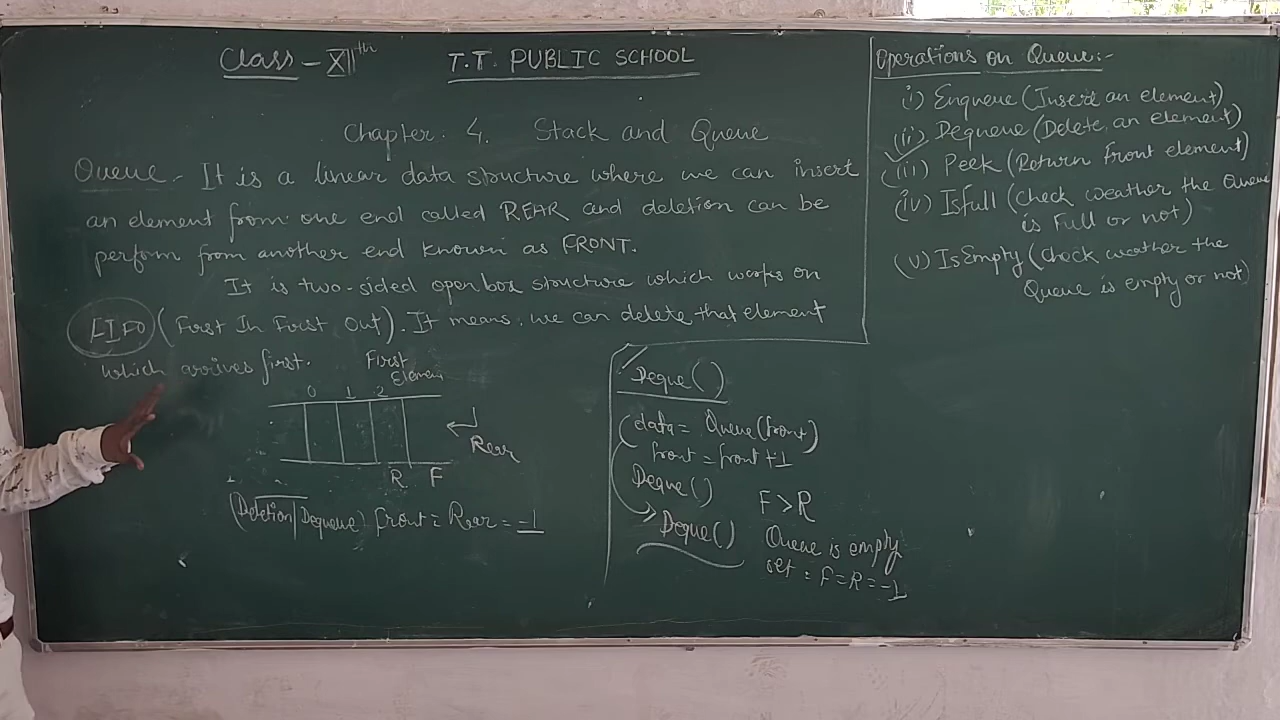 Class - XIIth
T.T. PUBLIC SCHOOL
Chapter. 4. Stack and Queue
Queue - It is a linear data structure where we can insert
an element from one end called REAR and deletion can be
perform from another end known as FRONT.
It is two-sided openbox structure which works on
FIFO (First In First Out). It means, we can delete that element
which arrives first.
First
Element
0 1 2
Rear
R F
(Deletion/Dequeue) front = Rear = -1
Operations on Queue:-
(i) Enqueue (Insert an element)
(ii) Dequeue (Delete an element)
(iii) Peek (Return front element)
(iv) Isfull (Check weather the Queue
is Full or not)
(v) IsEmpty (Check weather the
Queue is empty or not)
Deque()
data = Queue(front)
front = front +1
Deque()
Deque()
F > R
Queue is empty
set = F = R = -1